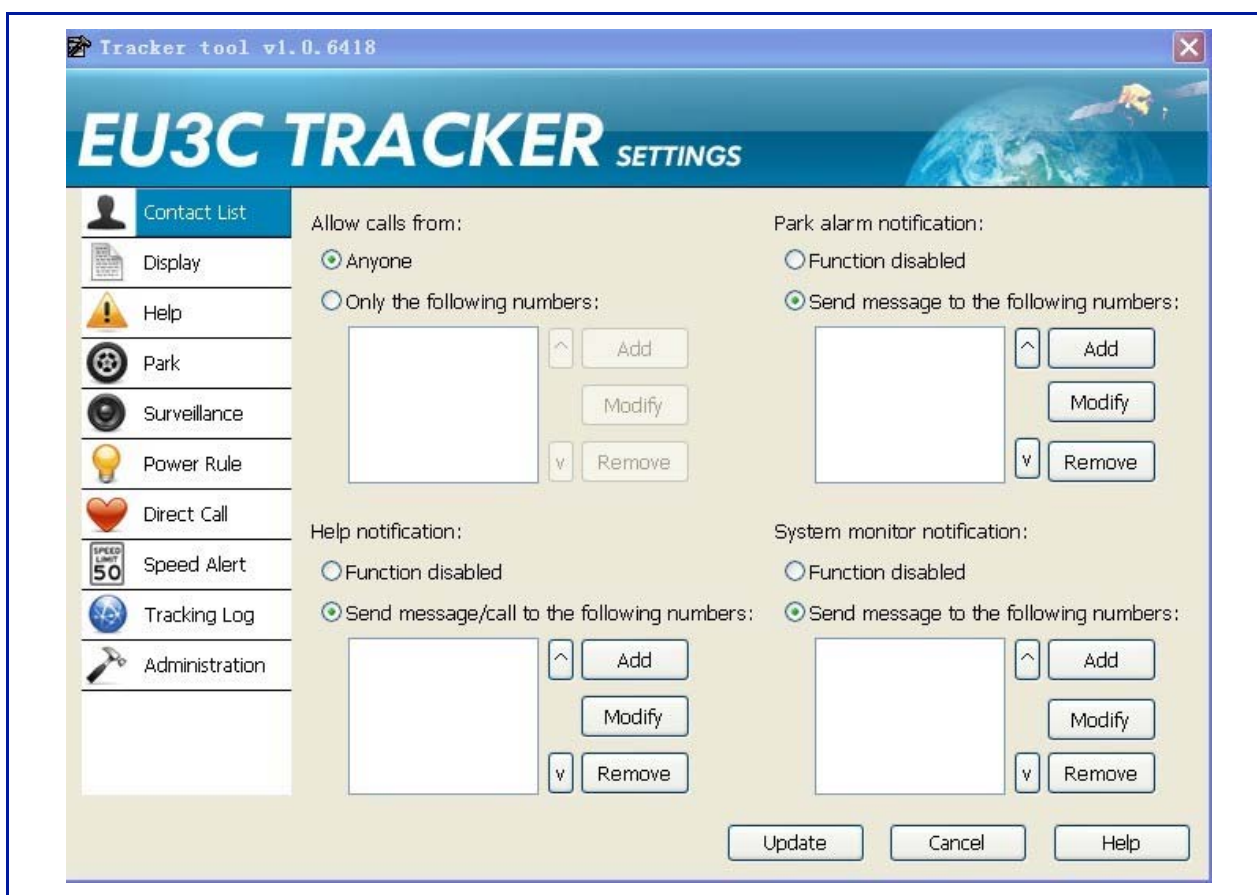 Tracker tool v1.0.6418
EU3C TRACKER SETTINGS
Contact List
Display
Help
Park
Surveillance
Power Rule
Direct Call
SPEED LIMIT 50
Speed Alert
Tracking Log
Administration
Allow calls from:
Anyone
Only the following numbers:
^ Add
Modify
v Remove
Park alarm notification:
Function disabled
Send message to the following numbers:
^ Add
Modify
v Remove
Help notification:
Function disabled
Send message/call to the following numbers:
^ Add
Modify
v Remove
System monitor notification:
Function disabled
Send message to the following numbers:
^ Add
Modify
v Remove
Update Cancel Help